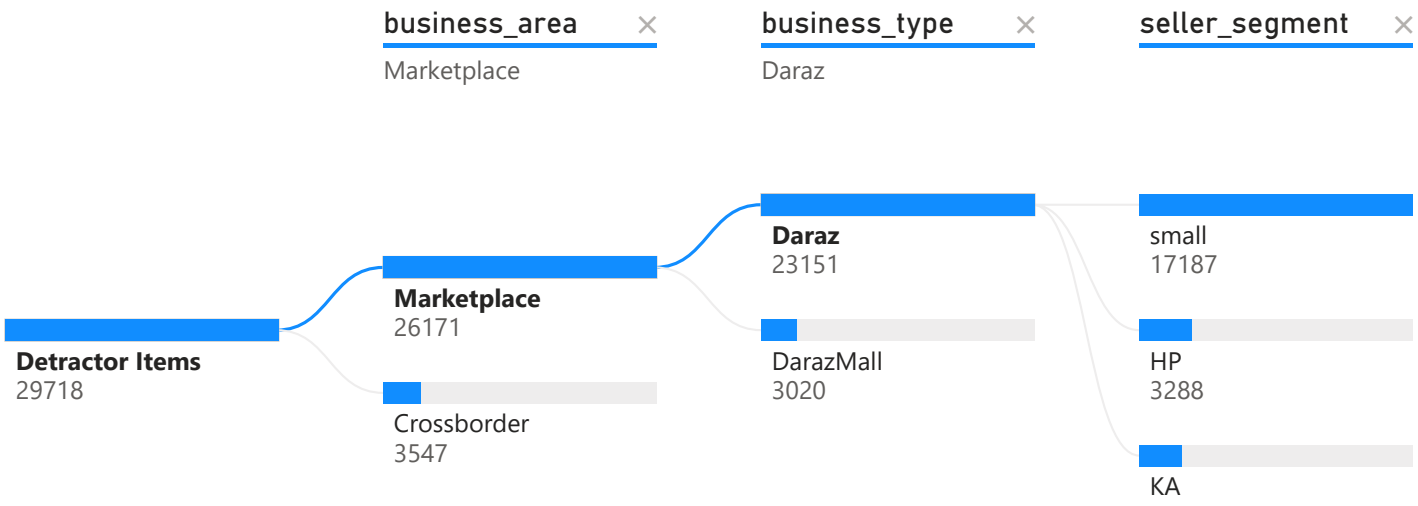 business_area ×
business_type ×
seller_segment ×
Marketplace
Daraz
Detractor Items
29718
Marketplace
26171
Crossborder
3547
Daraz
23151
DarazMall
3020
small
17187
HP
3288
KA